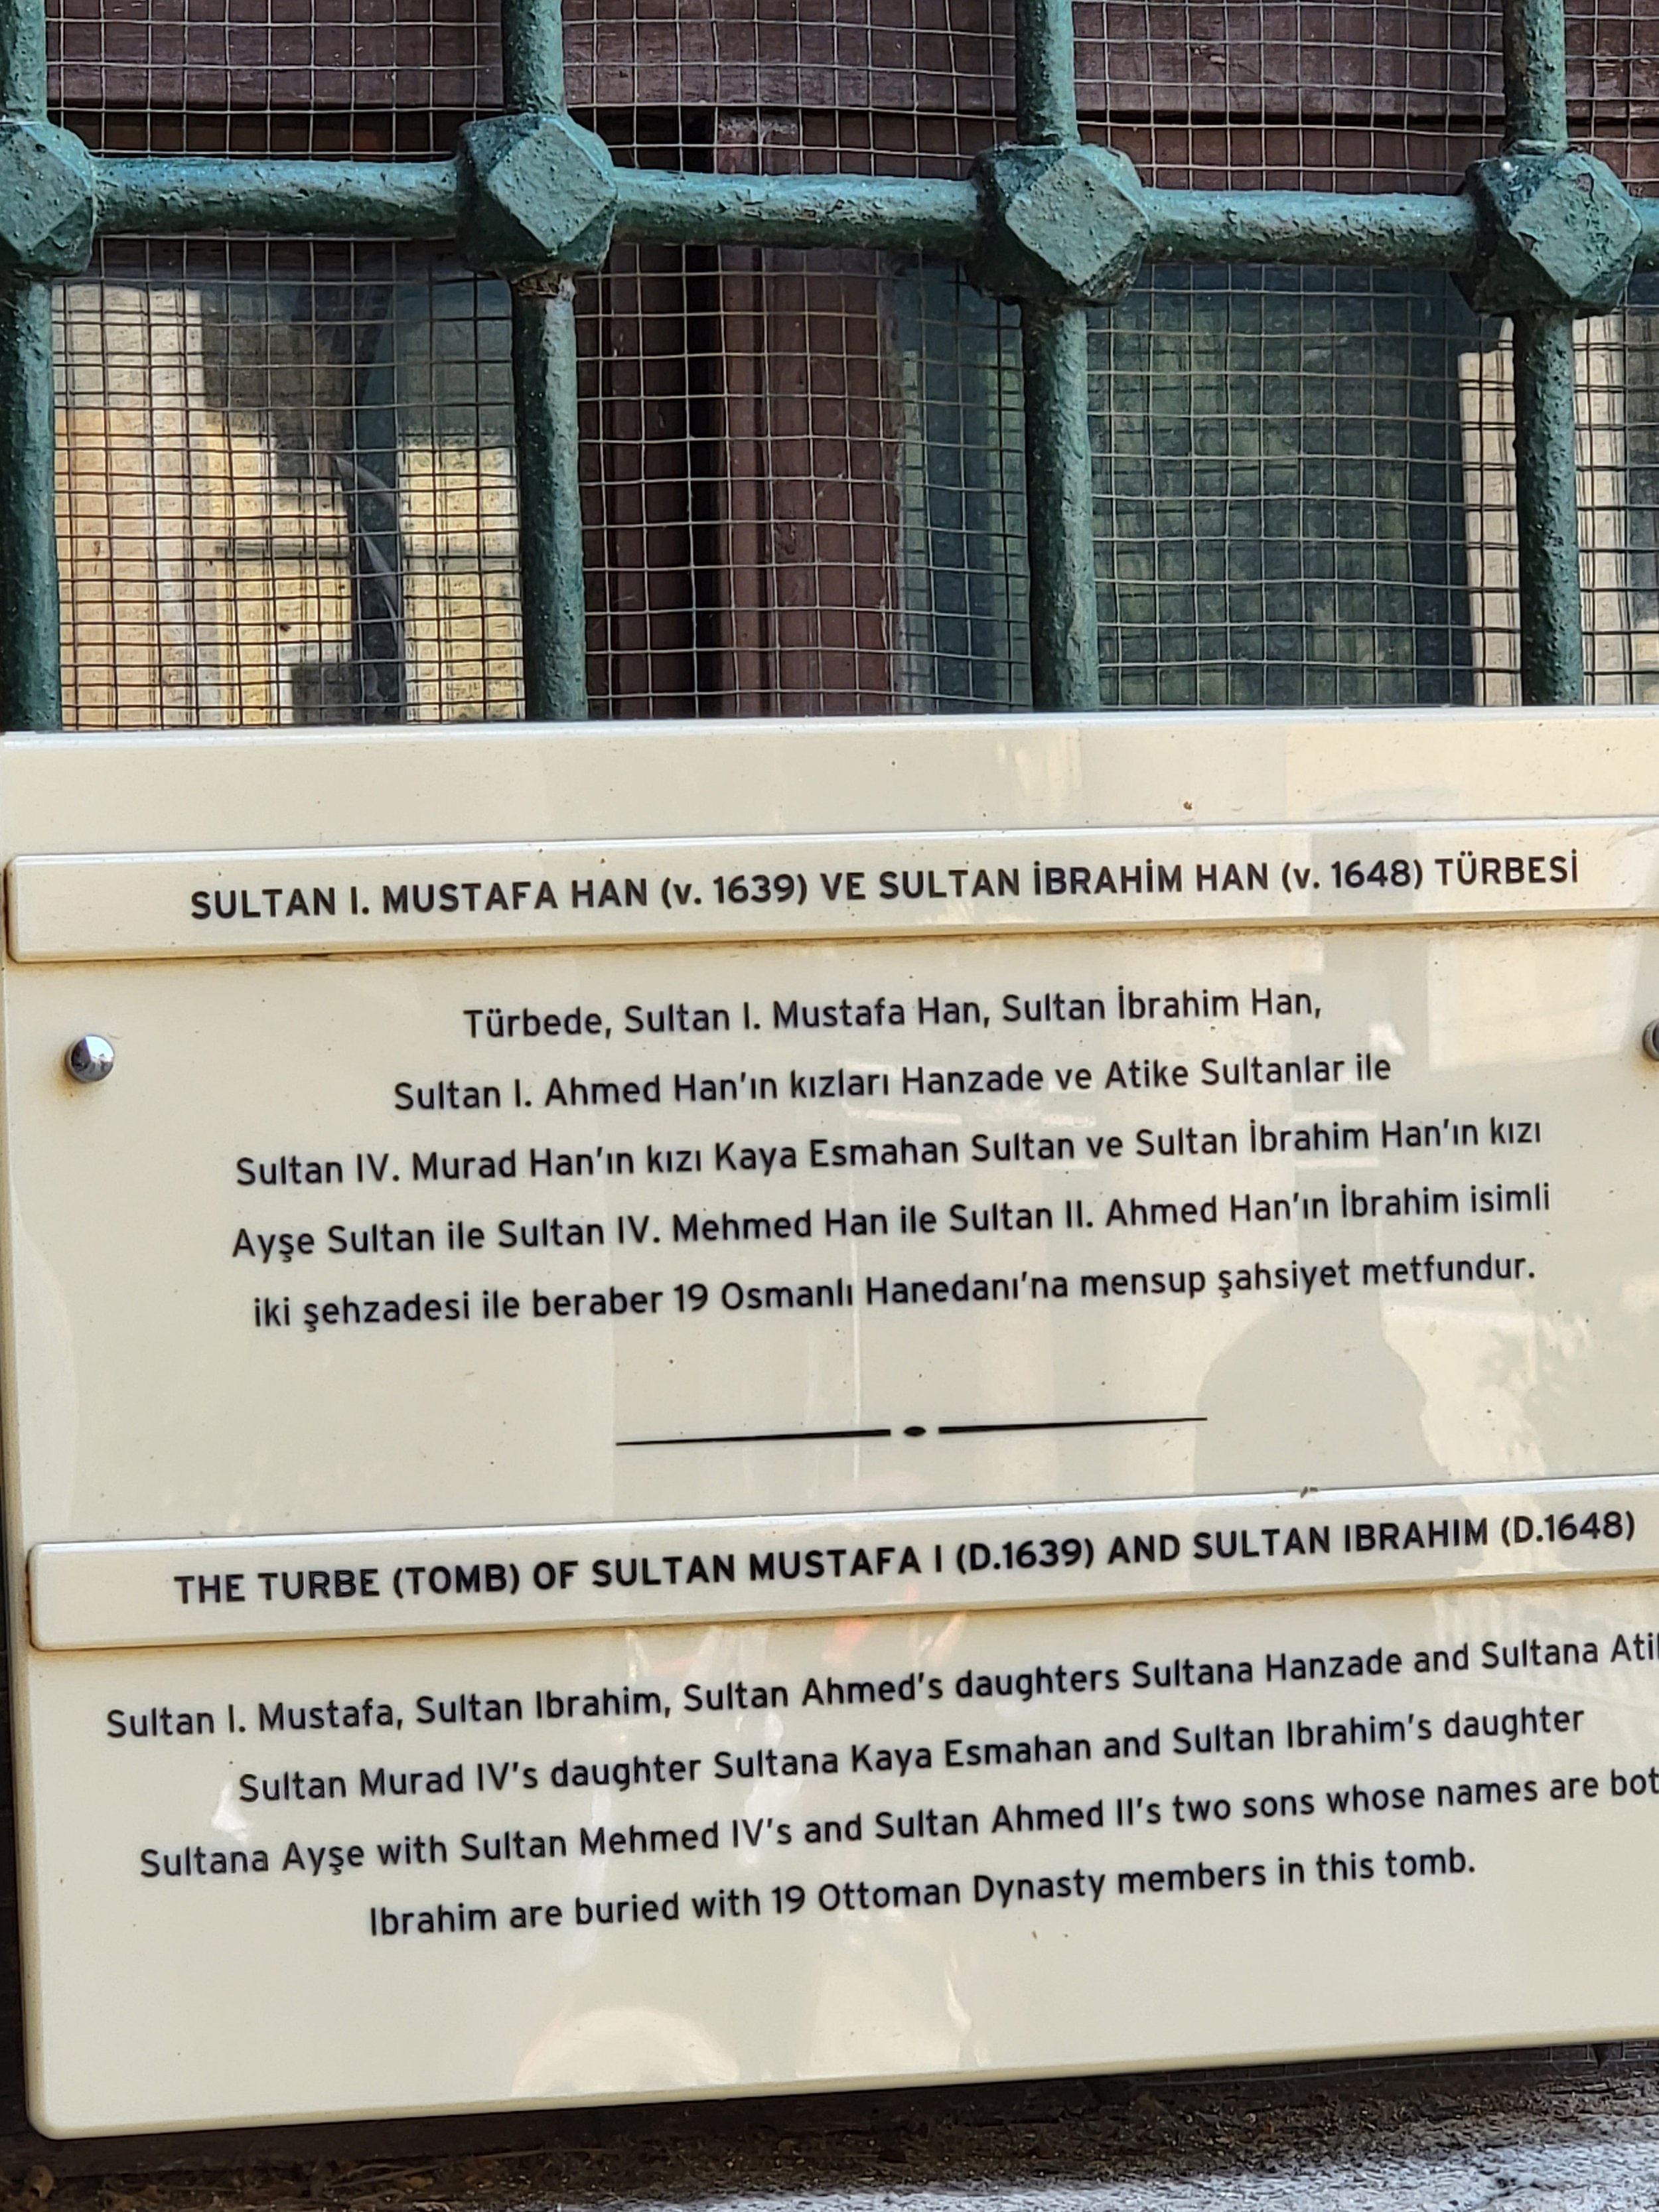 SULTAN I. MUSTAFA HAN (v. 1639) VE SULTAN İBRAHİM HAN (v. 1648) TÜRBESİ
Türbede, Sultan I. Mustafa Han, Sultan İbrahim Han,
Sultan I. Ahmed Han'ın kızları Hanzade ve Atike Sultanlar ile
Sultan IV. Murad Han'ın kızı Kaya Esmahan Sultan ve Sultan İbrahim Han'ın kızı
Ayşe Sultan ile Sultan IV. Mehmed Han ile Sultan II. Ahmed Han'ın İbrahim isimli
iki şehzadesi ile beraber 19 Osmanlı Hanedanı'na mensup şahsiyet metfundur.
THE TURBE (TOMB) OF SULTAN MUSTAFA I (D.1639) AND SULTAN IBRAHIM (D.1648)
Sultan I. Mustafa, Sultan Ibrahim, Sultan Ahmed's daughters Sultana Hanzade and Sultana
Sultan Murad IV's daughter Sultana Kaya Esmahan and Sultan Ibrahim's daughter
Sultana Ayşe with Sultan Mehmed IV's and Sultan Ahmed II's two sons whose names are
Ibrahim are buried with 19 Ottoman Dynasty members in this tomb.